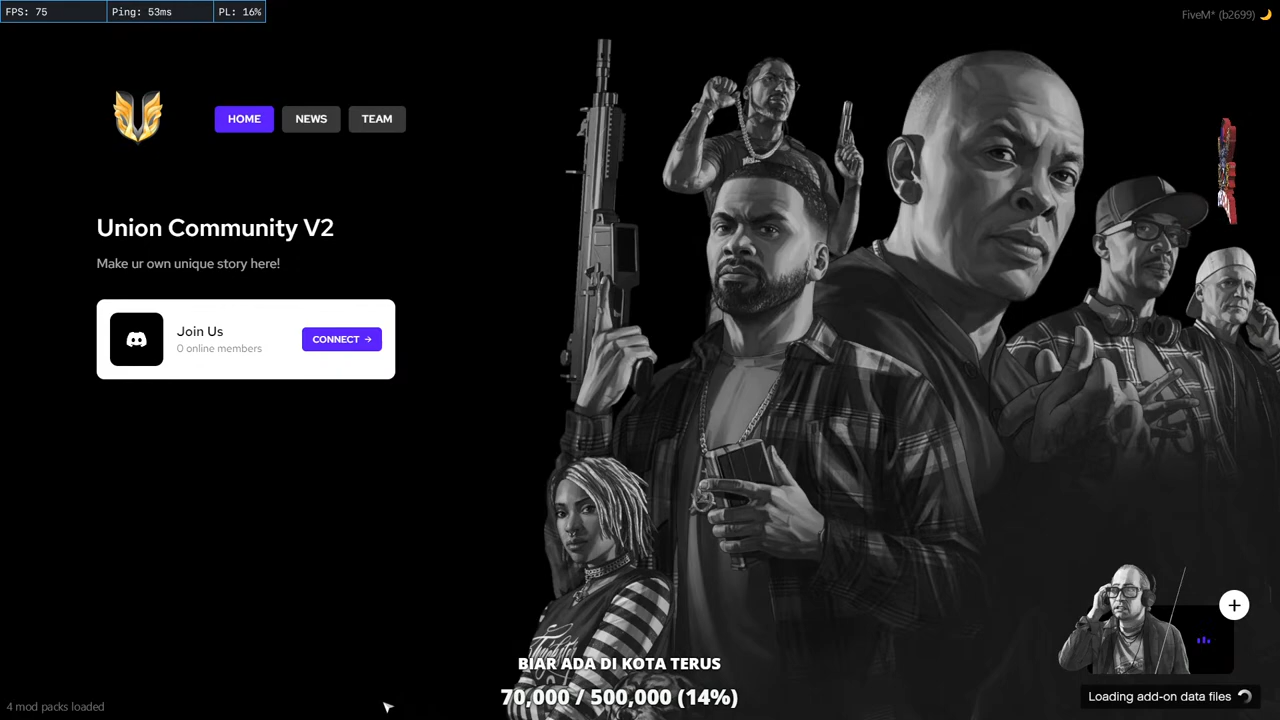 FPS: 75 Ping: 53ms PL: 16%
FiveM* (b2699)
HOME NEWS TEAM
Union Community V2
Make ur own unique story here!
Join Us
0 online members
CONNECT →
BIAR ADA DI KOTA TERUS
70,000 / 500,000 (14%)
Loading add-on data files
4 mod packs loaded